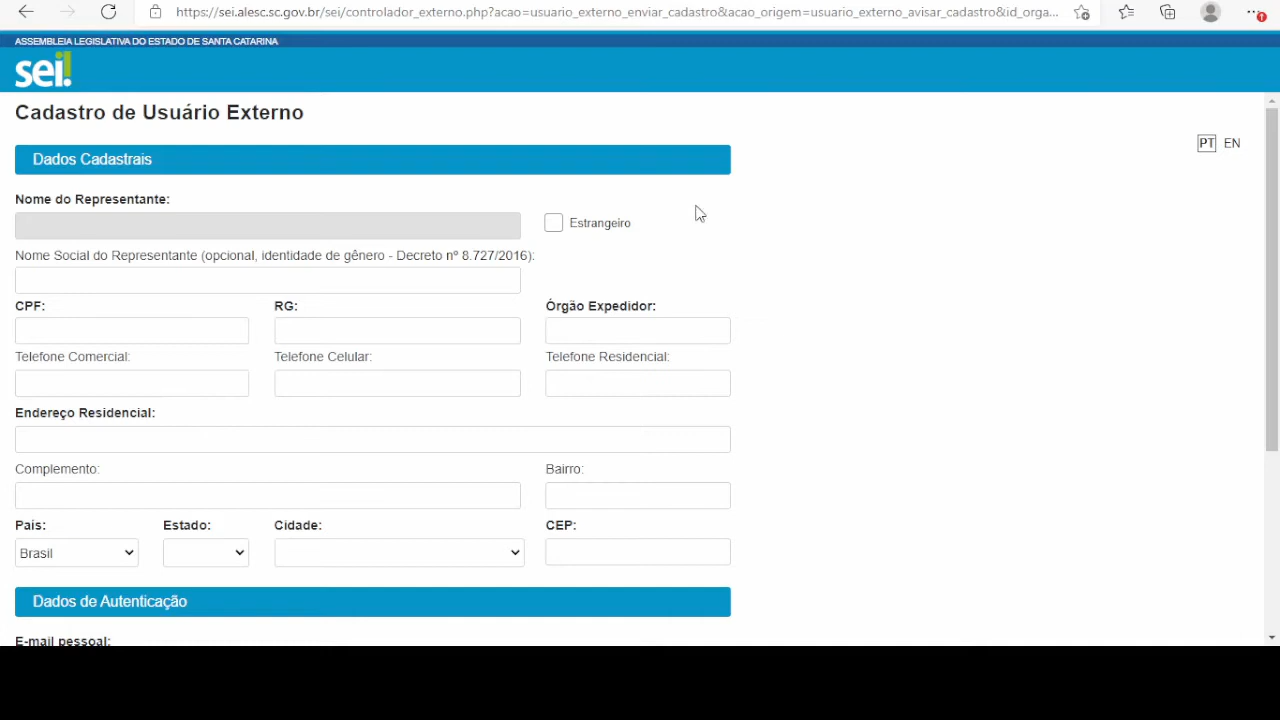 https://sei.alesc.sc.gov.br/sei/controlador_externo.php?acao=usuario_externo_enviar_cadastro&acao_origem=usuario_externo_avisar_cadastro&id_orga...
ASSEMBLEIA LEGISLATIVA DO ESTADO DE SANTA CATARINA
sei!
Cadastro de Usuário Externo
PT EN
Dados Cadastrais
Nome do Representante:
Estrangeiro
Nome Social do Representante (opcional, identidade de gênero - Decreto nº 8.727/2016):
CPF: RG: Órgão Expedidor:
Telefone Comercial: Telefone Celular: Telefone Residencial:
Endereço Residencial:
Complemento: Bairro:
País: Estado: Cidade: CEP:
Brasil
Dados de Autenticação
E-mail pessoal: